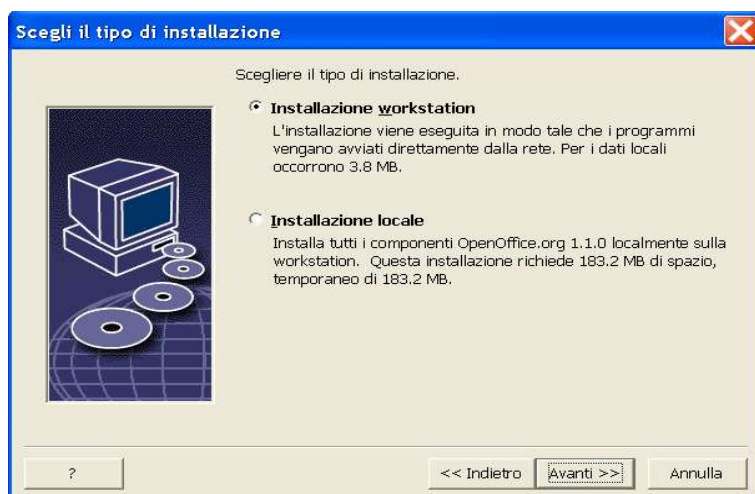 Scegli il tipo di installazione
Scegliere il tipo di installazione.
Installazione workstation
L'installazione viene eseguita in modo tale che i programmi
vengano avviati direttamente dalla rete. Per i dati locali
occorrono 3.8 MB.
Installazione locale
Installa tutti i componenti OpenOffice.org 1.1.0 localmente sulla
workstation. Questa installazione richiede 183.2 MB di spazio,
temporaneo di 183.2 MB.
?
<< Indietro
Avanti >>
Annulla